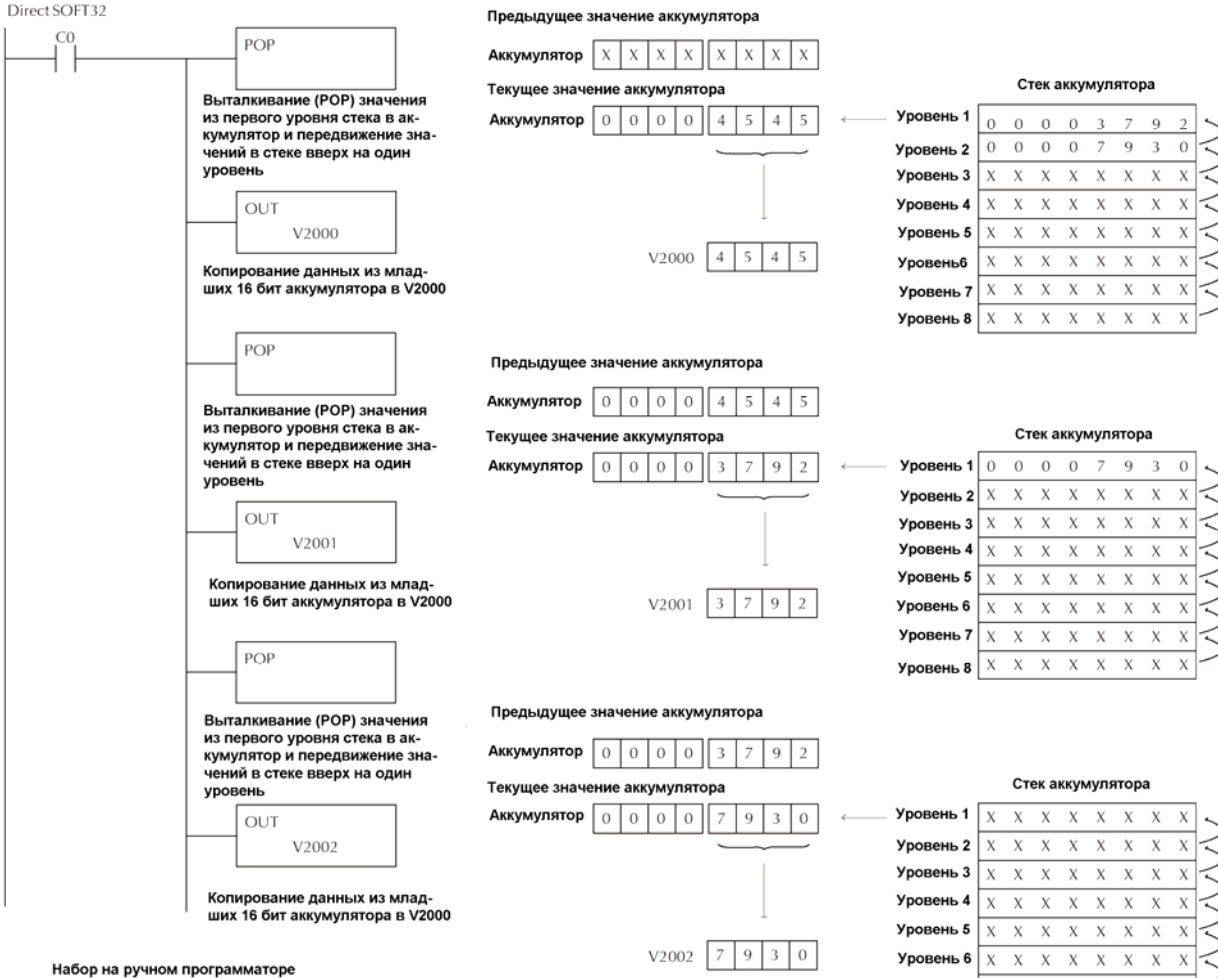 Direct SOFT32
C0
POP
Выталкивание (POP) значения
из первого уровня стека в ак-
кумулятор и передвижение зна-
чений в стеке вверх на один
уровень
OUT
V2000
Копирование данных из млад-
ших 16 бит аккумулятора в V2000
Предыдущее значение аккумулятора
Аккумулятор X X X X X X X X
Текущее значение аккумулятора
Аккумулятор 0 0 0 0 4 5 4 5
V2000 4 5 4 5
Стек аккумулятора
Уровень 1 0 0 0 0 3 7 9 2
Уровень 2 0 0 0 0 7 9 3 0
Уровень 3 X X X X X X X X
Уровень 4 X X X X X X X X
Уровень 5 X X X X X X X X
Уровень6 X X X X X X X X
Уровень 7 X X X X X X X X
Уровень 8 X X X X X X X X
POP
Выталкивание (POP) значения
из первого уровня стека в ак-
кумулятор и передвижение зна-
чений в стеке вверх на один
уровень
OUT
V2001
Копирование данных из млад-
ших 16 бит аккумулятора в V2000
Предыдущее значение аккумулятора
Аккумулятор 0 0 0 0 4 5 4 5
Текущее значение аккумулятора
Аккумулятор 0 0 0 0 3 7 9 2
V2001 3 7 9 2
Стек аккумулятора
Уровень 1 0 0 0 0 7 9 3 0
Уровень 2 X X X X X X X X
Уровень 3 X X X X X X X X
Уровень 4 X X X X X X X X
Уровень 5 X X X X X X X X
Уровень 6 X X X X X X X X
Уровень 7 X X X X X X X X
Уровень 8 X X X X X X X X
POP
Выталкивание (POP) значения
из первого уровня стека в ак-
кумулятор и передвижение зна-
чений в стеке вверх на один
уровень
OUT
V2002
Копирование данных из млад-
ших 16 бит аккумулятора в V2000
Предыдущее значение аккумулятора
Аккумулятор 0 0 0 0 3 7 9 2
Текущее значение аккумулятора
Аккумулятор 0 0 0 0 7 9 3 0
V2002 7 9 3 0
Стек аккумулятора
Уровень 1 X X X X X X X X
Уровень 2 X X X X X X X X
Уровень 3 X X X X X X X X
Уровень 4 X X X X X X X X
Уровень 5 X X X X X X X X
Уровень 6 X X X X X X X X
Набор на ручном программаторе